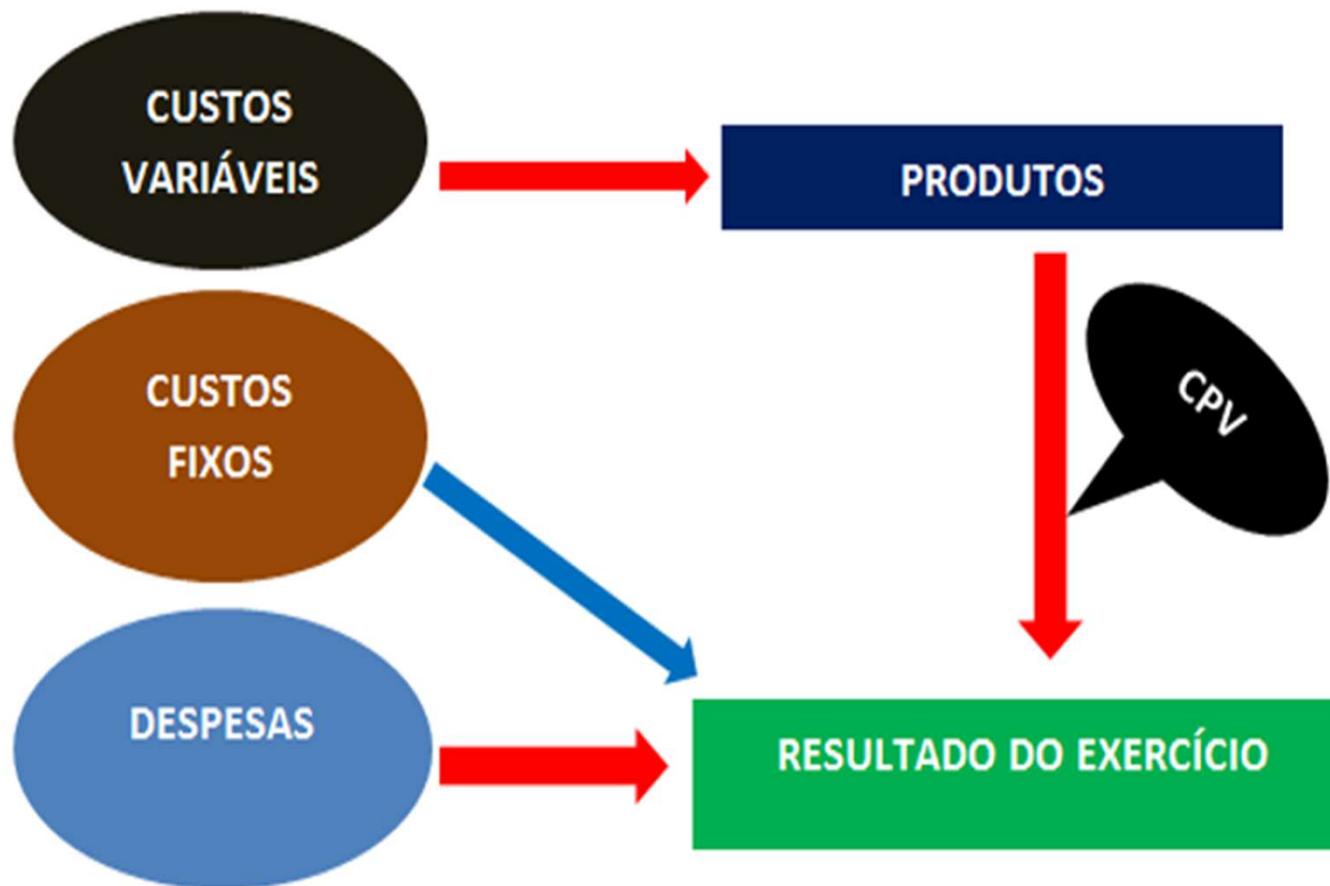 CUSTOS
VARIÁVEIS
PRODUTOS
CUSTOS
FIXOS
CPV
DESPESAS
RESULTADO DO EXERCÍCIO